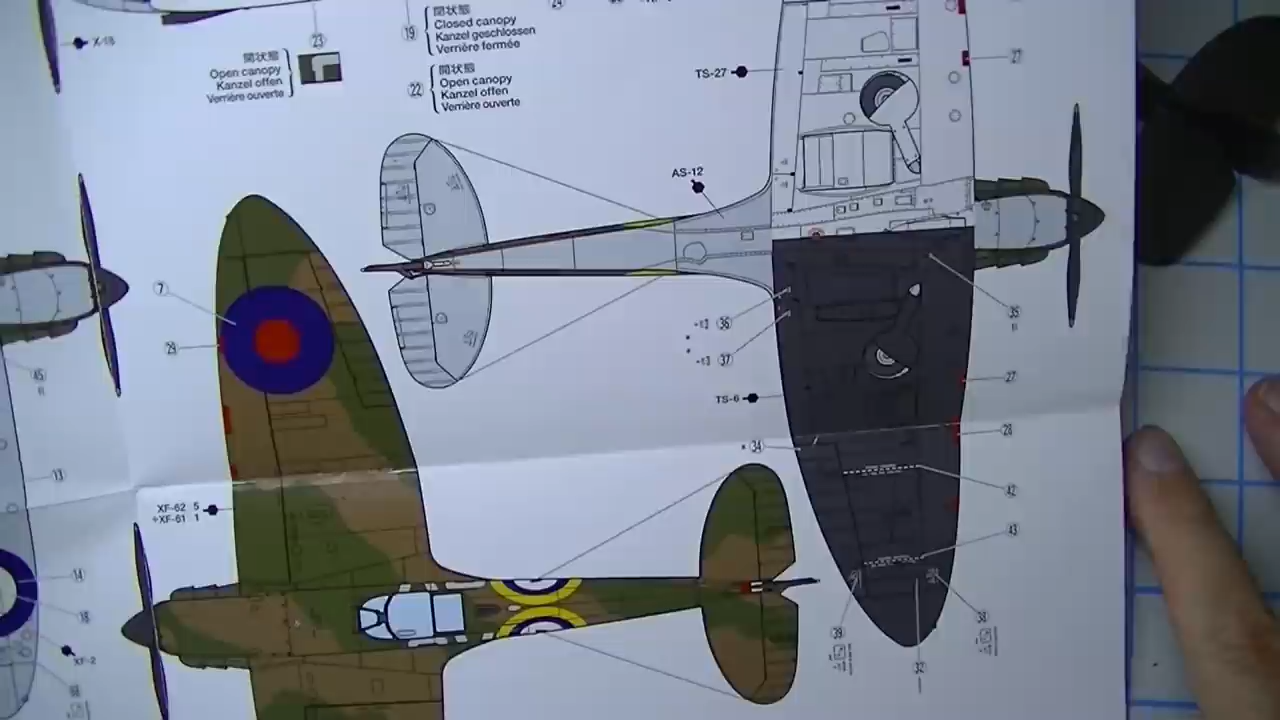 X-18
23
開状態
Open canopy
Kanzel offen
Verrière ouverte
19
閉状態
Closed canopy
Kanzel geschlossen
Verrière fermée
22
開状態
Open canopy
Kanzel offen
Verrière ouverte
TS-27
27
AS-12
7
29
36
37
35
27
TS-6
34
28
42
43
45
13
XF-62 5
+XF-61 1
14
XF-2
39
32
38